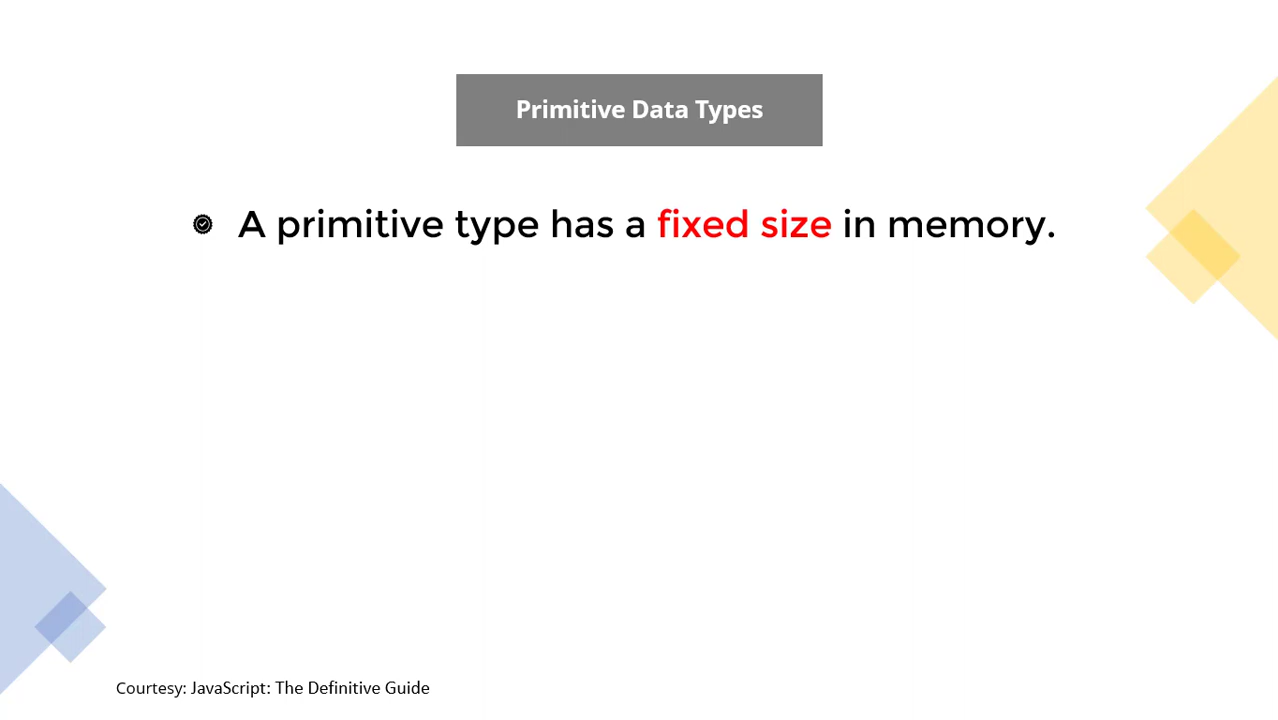 Primitive Data Types
A primitive type has a fixed size in memory.
Courtesy: JavaScript: The Definitive Guide